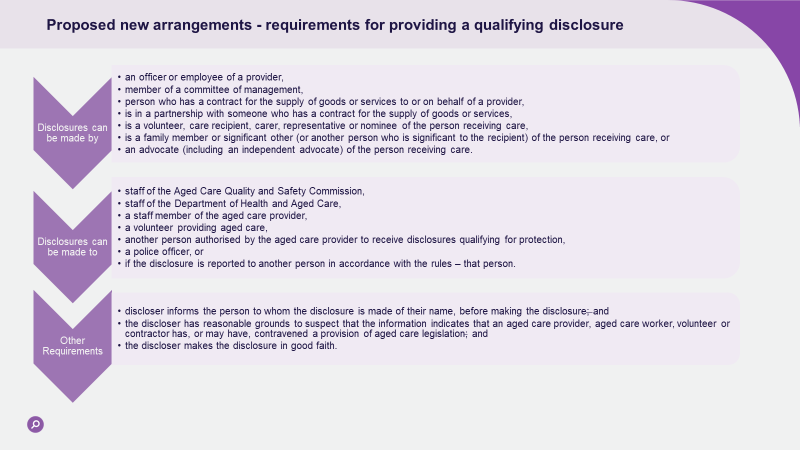 Proposed new arrangements - requirements for providing a qualifying disclosure
Disclosures can
be made by
• an officer or employee of a provider,
• member of a committee of management,
• person who has a contract for the supply of goods or services to or on behalf of a provider,
• is in a partnership with someone who has a contract for the supply of goods or services,
• is a volunteer, care recipient, carer, representative or nominee of the person receiving care,
• is a family member or significant other (or another person who is significant to the recipient) of the person receiving care, or
• an advocate (including an independent advocate) of the person receiving care.
Disclosures can
be made to
• staff of the Aged Care Quality and Safety Commission,
• staff of the Department of Health and Aged Care,
• a staff member of the aged care provider,
• a volunteer providing aged care,
• another person authorised by the aged care provider to receive disclosures qualifying for protection,
• a police officer, or
• if the disclosure is reported to another person in accordance with the rules – that person.
Other
Requirements
• discloser informs the person to whom the disclosure is made of their name, before making the disclosure; and
• the discloser has reasonable grounds to suspect that the information indicates that an aged care provider, aged care worker, volunteer or
contractor has, or may have, contravened a provision of aged care legislation; and
• the discloser makes the disclosure in good faith.